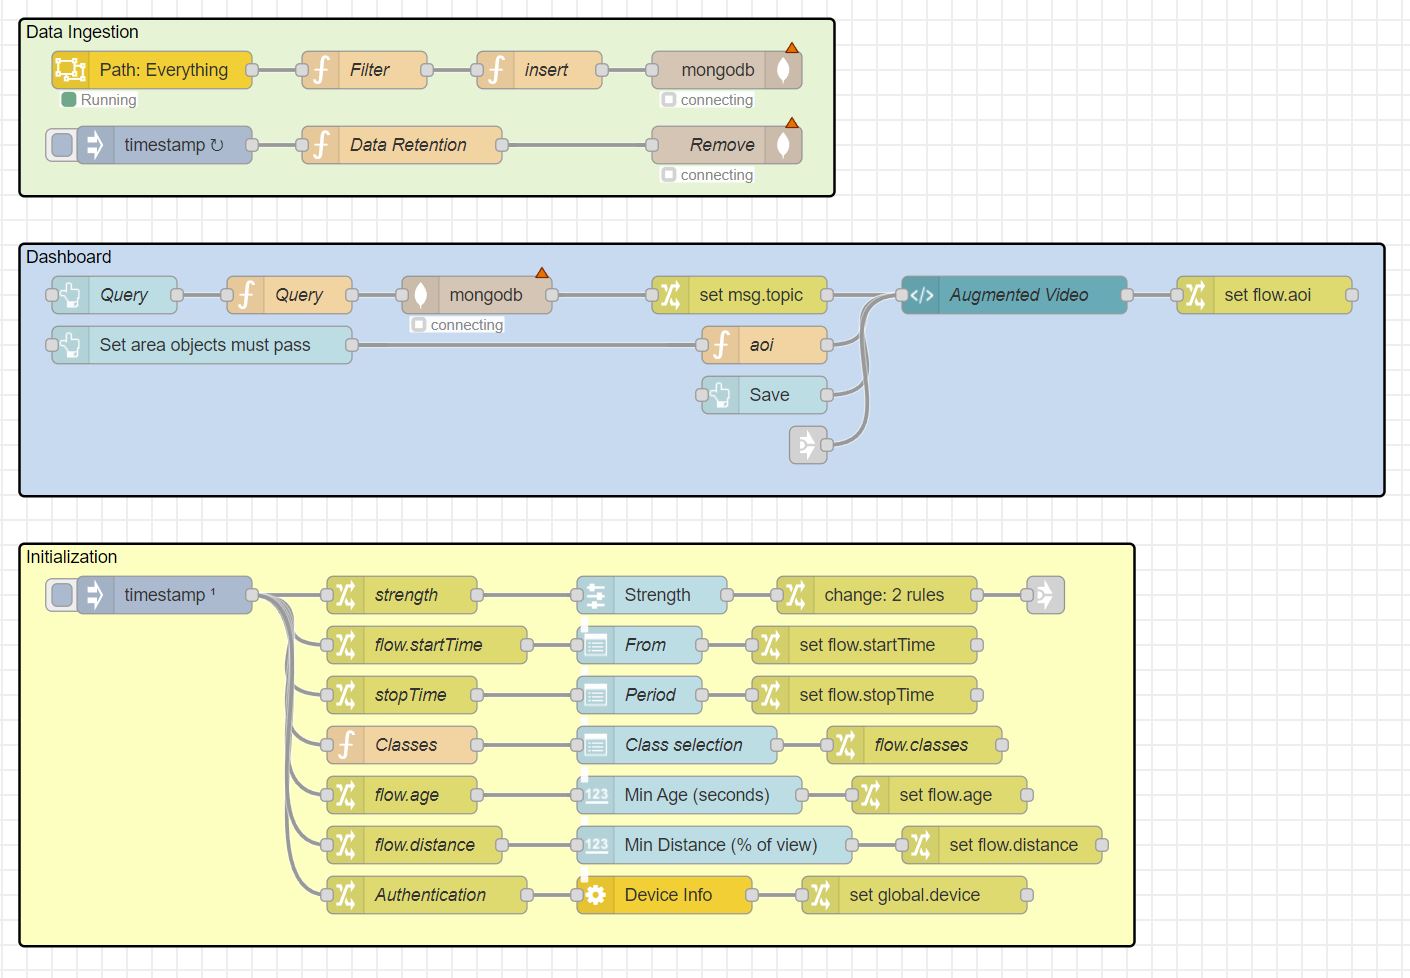 Data Ingestion
Path: Everything
Filter
insert
mongodb
Running
connecting
timestamp ↻
Data Retention
Remove
connecting
Dashboard
Query
Query
mongodb
set msg.topic
</> Augmented Video
set flow.aoi
connecting
Set area objects must pass
aoi
Save
Initialization
timestamp ¹
strength
Strength
change: 2 rules
flow.startTime
From
set flow.startTime
stopTime
Period
set flow.stopTime
Classes
Class selection
flow.classes
flow.age
123 Min Age (seconds)
set flow.age
flow.distance
123 Min Distance (% of view)
set flow.distance
Authentication
Device Info
set global.device